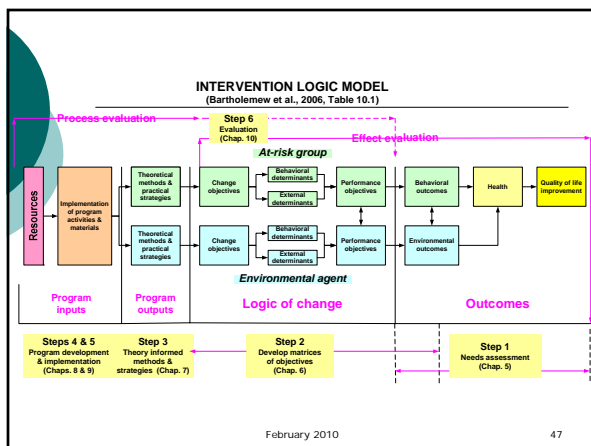 INTERVENTION LOGIC MODEL
(Bartholemew et al., 2006, Table 10.1)
Process evaluation
Step 6
Evaluation
(Chap. 10)
Effect evaluation
At-risk group
Resources
Implementation
of program
activities &
materials
Theoretical
methods &
practical
strategies
Change
objectives
Behavioral
determinants
External
determinants
Performance
objectives
Behavioral
outcomes
Health
Quality of life
improvement
Theoretical
methods &
practical
strategies
Change
objectives
Behavioral
determinants
External
determinants
Performance
objectives
Environmental
outcomes
Environmental agent
Program
inputs
Program
outputs
Logic of change
Outcomes
Steps 4 & 5
Program development
& implementation
(Chaps. 8 & 9)
Step 3
Theory informed
methods &
strategies (Chap. 7)
Step 2
Develop matrices
of objectives
(Chap. 6)
Step 1
Needs assessment
(Chap. 5)
February 2010
47